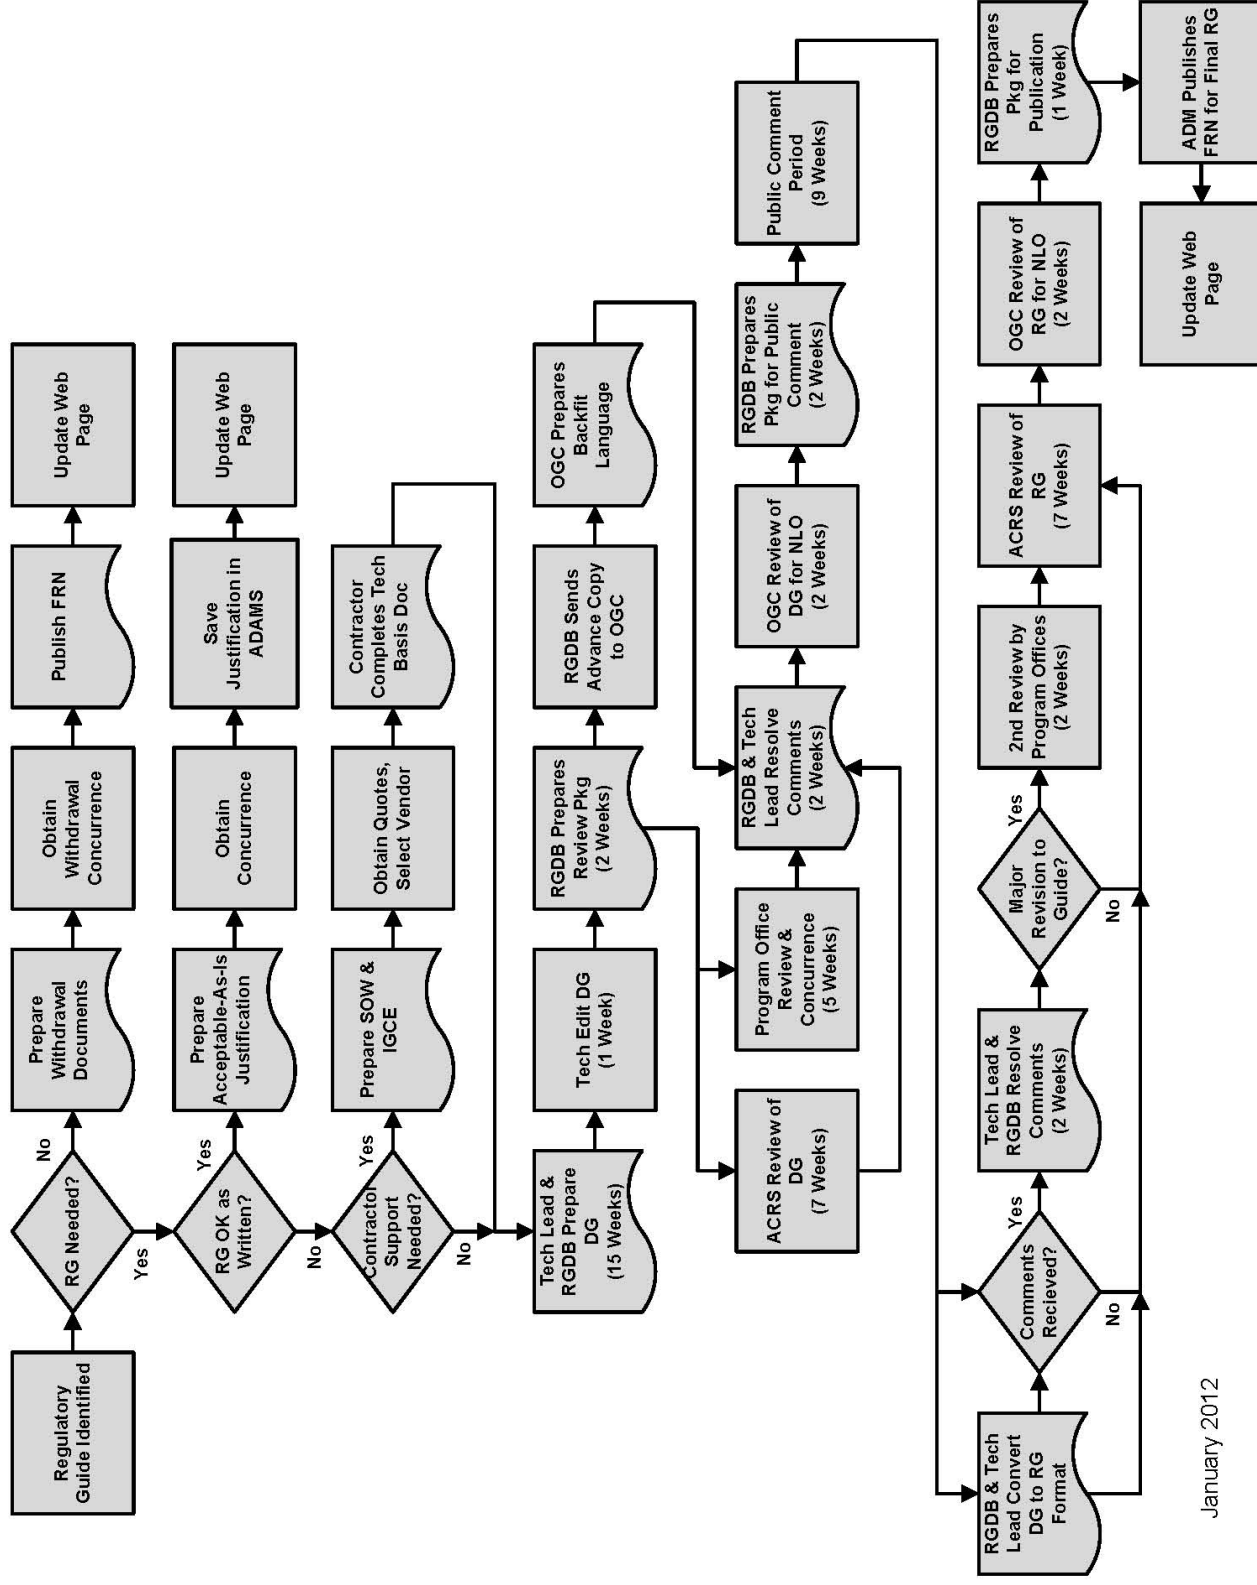 Regulatory
Guide Identified
RG Needed?
No
Yes
Prepare
Withdrawal
Documents
Obtain
Withdrawal
Concurrence
Publish FRN
Update Web
Page
RG OK as
Written?
Yes
No
Prepare
Acceptable-As-Is
Justification
Obtain
Concurrence
Save
Justification in
ADAMS
Update Web
Page
Contractor
Support
Needed?
Yes
No
Prepare SOW &
IGCE
Obtain Quotes,
Select Vendor
Contractor
Completes Tech
Basis Doc
Tech Lead &
RGDB Prepare
DG
(15 Weeks)
Tech Edit DG
(1 Week)
RGDB Prepares
Review Pkg
(2 Weeks)
RGDB Sends
Advance Copy
to OGC
OGC Prepares
Backfit
Language
ACRS Review of
DG
(7 Weeks)
Program Office
Review &
Concurrence
(5 Weeks)
RGDB & Tech
Lead Resolve
Comments
(2 Weeks)
OGC Review of
DG for NLO
(2 Weeks)
RGDB Prepares
Pkg for Public
Comment
(2 Weeks)
Public Comment
Period
(9 Weeks)
RGDB & Tech
Lead Convert
DG to RG
Format
Comments
Recieved?
Yes
No
Tech Lead &
RGDB Resolve
Comments
(2 Weeks)
Major
Revision to
Guide?
Yes
No
2nd Review by
Program Offices
(2 Weeks)
ACRS Review of
RG
(7 Weeks)
OGC Review of
RG for NLO
(2 Weeks)
RGDB Prepares
Pkg for
Publication
(1 Week)
ADM Publishes
FRN for Final RG
Update Web
Page
January 2012